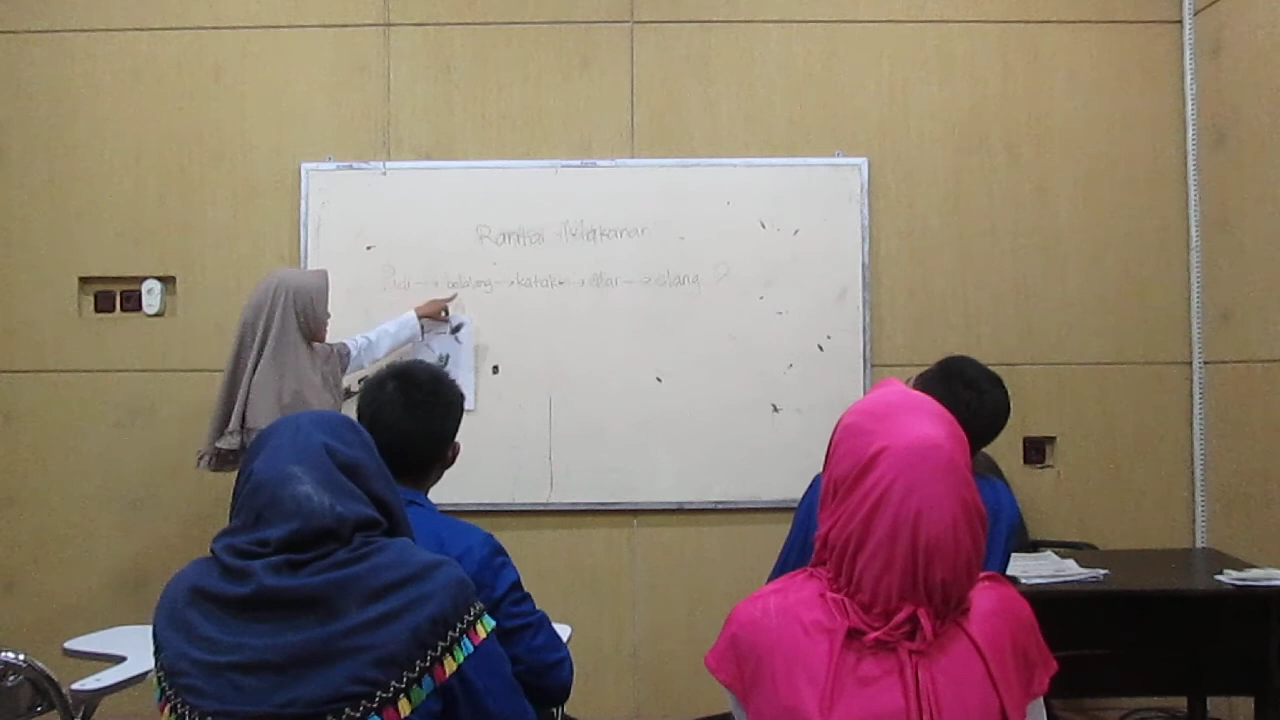 Rantai Makanan
Padi → belalang → katak → ular → elang